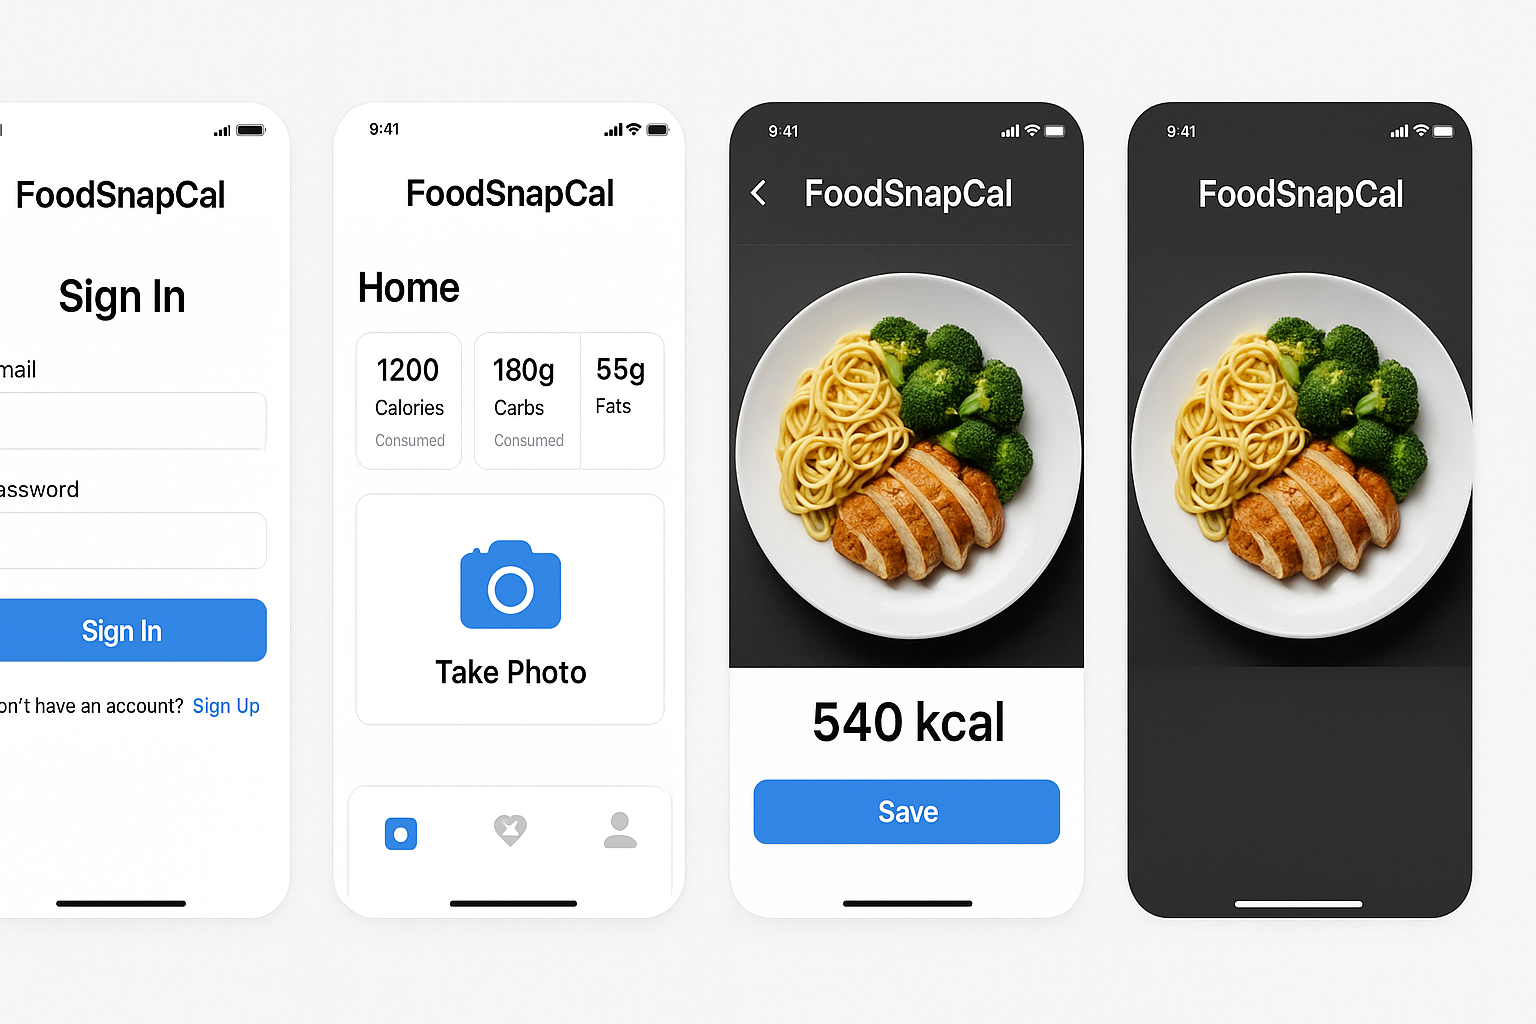 FoodSnapCal
Sign In
mail
assword
Sign In
on't have an account? Sign Up
9:41
FoodSnapCal
Home
1200
Calories
Consumed
180g
Carbs
Consumed
55g
Fats
Take Photo
9:41
FoodSnapCal
540 kcal
Save
9:41
FoodSnapCal